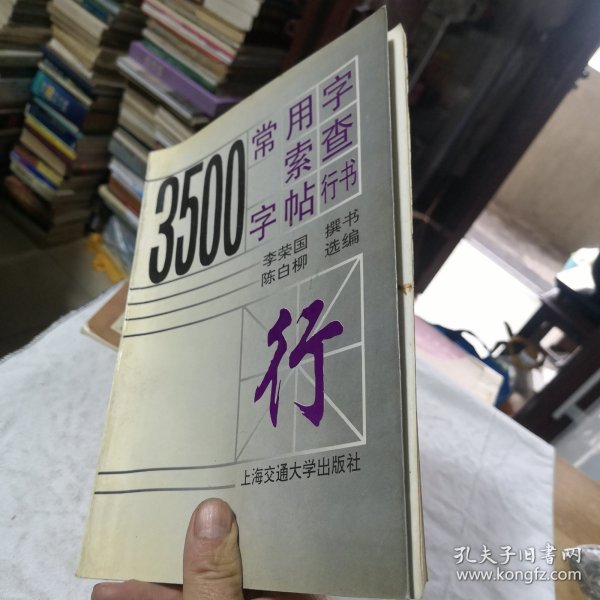 3500
常用字
索查
字帖行书
李荣国 撰书
陈白柳 选编
行
上海交通大学出版社
孔夫子旧书网
www.kongfz.com